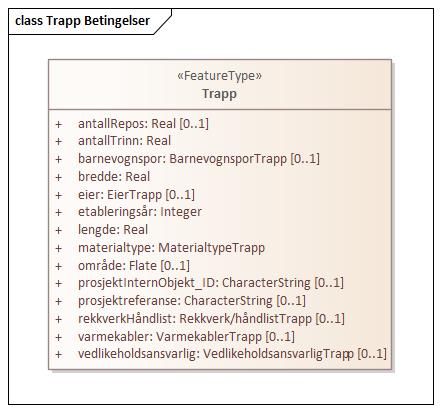 class Trapp Betingelser
«FeatureType»
Trapp
+ antallRepos: Real [0..1]
+ antallTrinn: Real
+ barnevognspor: BarnevognsporTrapp [0..1]
+ bredde: Real
+ eier: EierTrapp [0..1]
+ etableringsår: Integer
+ lengde: Real
+ materialtype: MaterialtypeTrapp
+ område: Flate [0..1]
+ prosjektInternObjekt_ID: CharacterString [0..1]
+ prosjektreferanse: CharacterString [0..1]
+ rekkverkHåndlist: Rekkverk/håndlistTrapp [0..1]
+ varmekabler: VarmekablerTrapp [0..1]
+ vedlikeholdsansvarlig: VedlikeholdsansvarligTrapp [0..1]